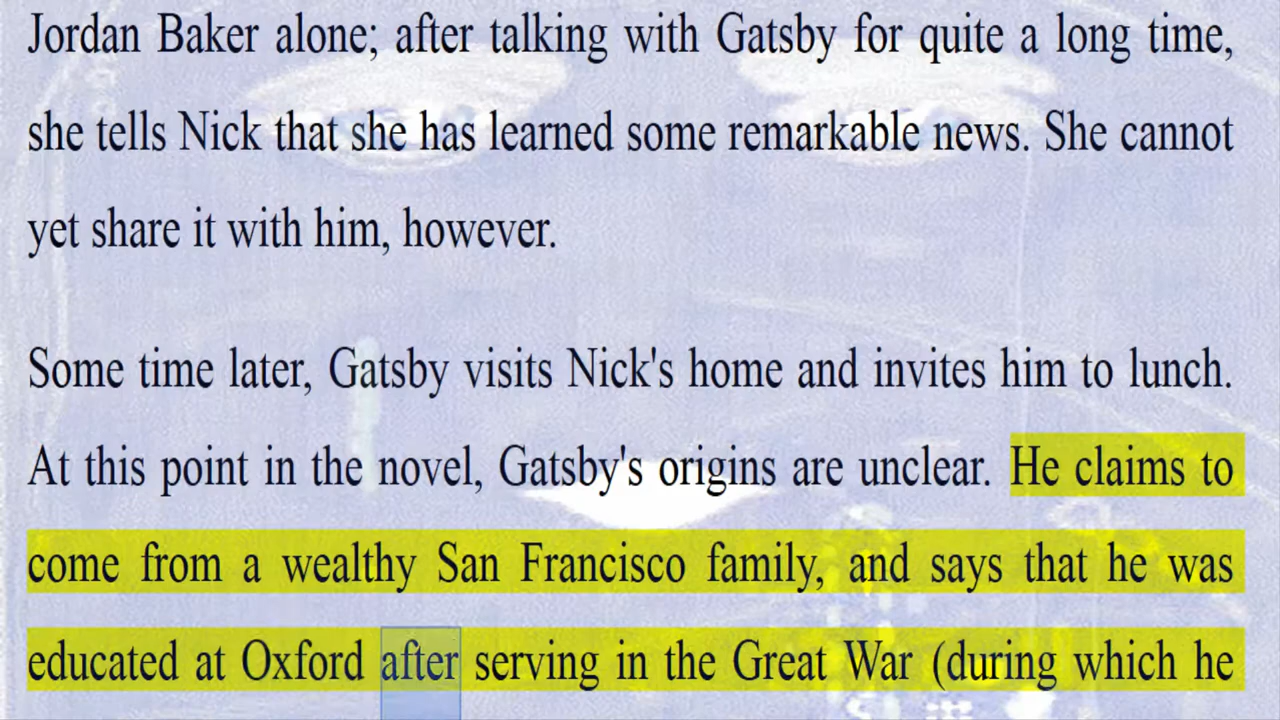 Jordan Baker alone; after talking with Gatsby for quite a long time,
she tells Nick that she has learned some remarkable news. She cannot
yet share it with him, however.
Some time later, Gatsby visits Nick's home and invites him to lunch.
At this point in the novel, Gatsby's origins are unclear. He claims to
come from a wealthy San Francisco family, and says that he was
educated at Oxford after serving in the Great War (during which he